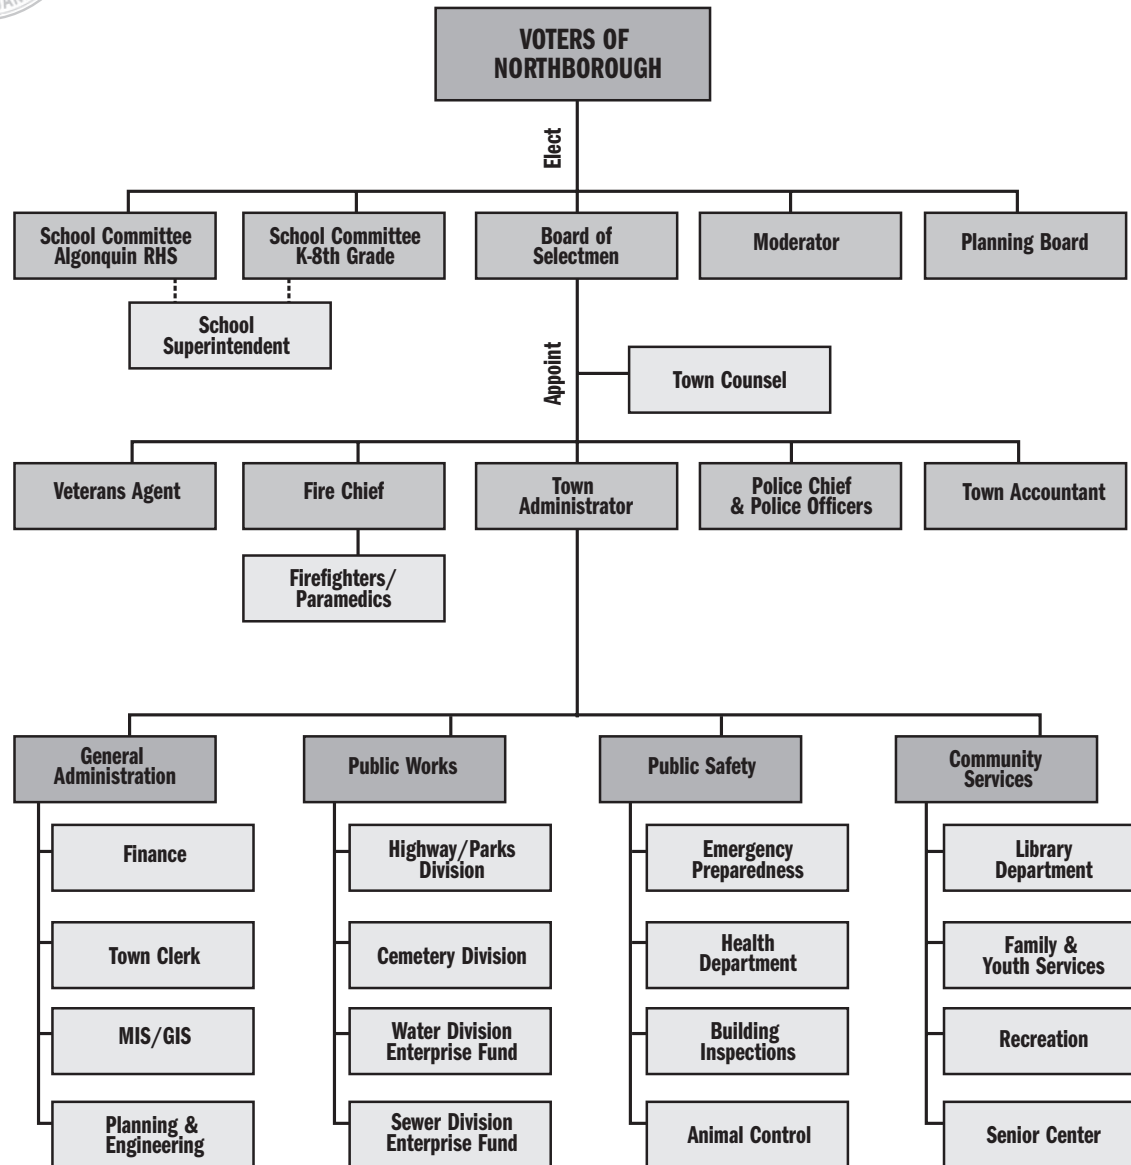 VOTERS OF
NORTHBOROUGH
Elect
School Committee
Algonquin RHS
School Committee
K-8th Grade
Board of
Selectmen
Moderator
Planning Board
School
Superintendent
Appoint
Town Counsel
Veterans Agent
Fire Chief
Town
Administrator
Police Chief
& Police Officers
Town Accountant
Firefighters/
Paramedics
General
Administration
Public Works
Public Safety
Community
Services
Finance
Highway/Parks
Division
Emergency
Preparedness
Library
Department
Town Clerk
Cemetery Division
Health
Department
Family &
Youth Services
MIS/GIS
Water Division
Enterprise Fund
Building
Inspections
Recreation
Planning &
Engineering
Sewer Division
Enterprise Fund
Animal Control
Senior Center